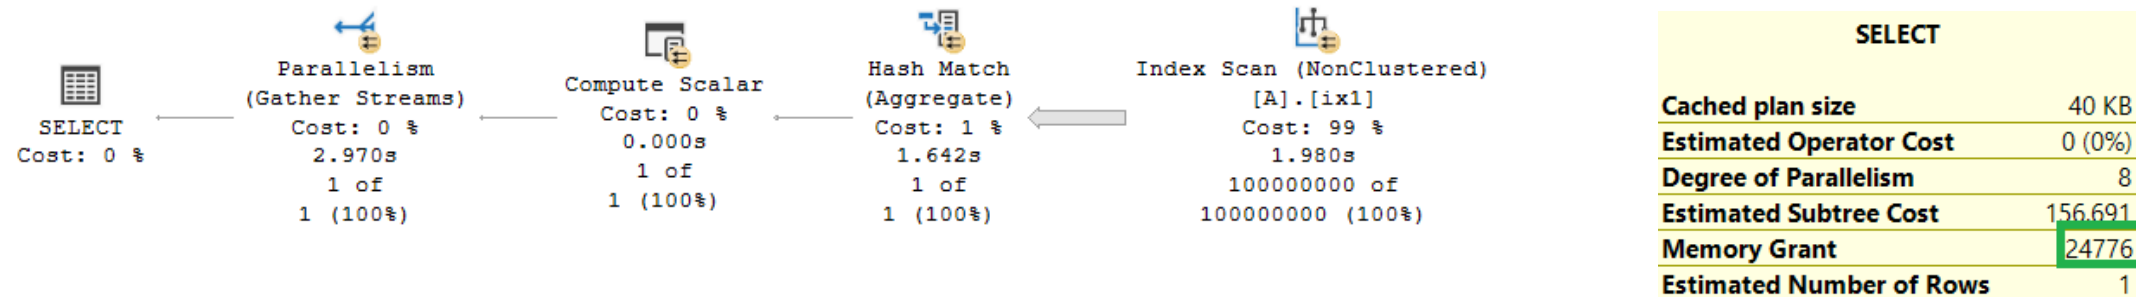 SELECT
Cost: 0 %
Parallelism
(Gather Streams)
Cost: 0 %
2.970s
1 of
1 (100%)
Compute Scalar
Cost: 0 %
0.000s
1 of
1 (100%)
Hash Match
(Aggregate)
Cost: 1 %
1.642s
1 of
1 (100%)
Index Scan (NonClustered)
[A].[ix1]
Cost: 99 %
1.980s
100000000 of
100000000 (100%)
SELECT
Cached plan size 40 KB
Estimated Operator Cost 0 (0%)
Degree of Parallelism 8
Estimated Subtree Cost 156.691
Memory Grant 24776
Estimated Number of Rows 1